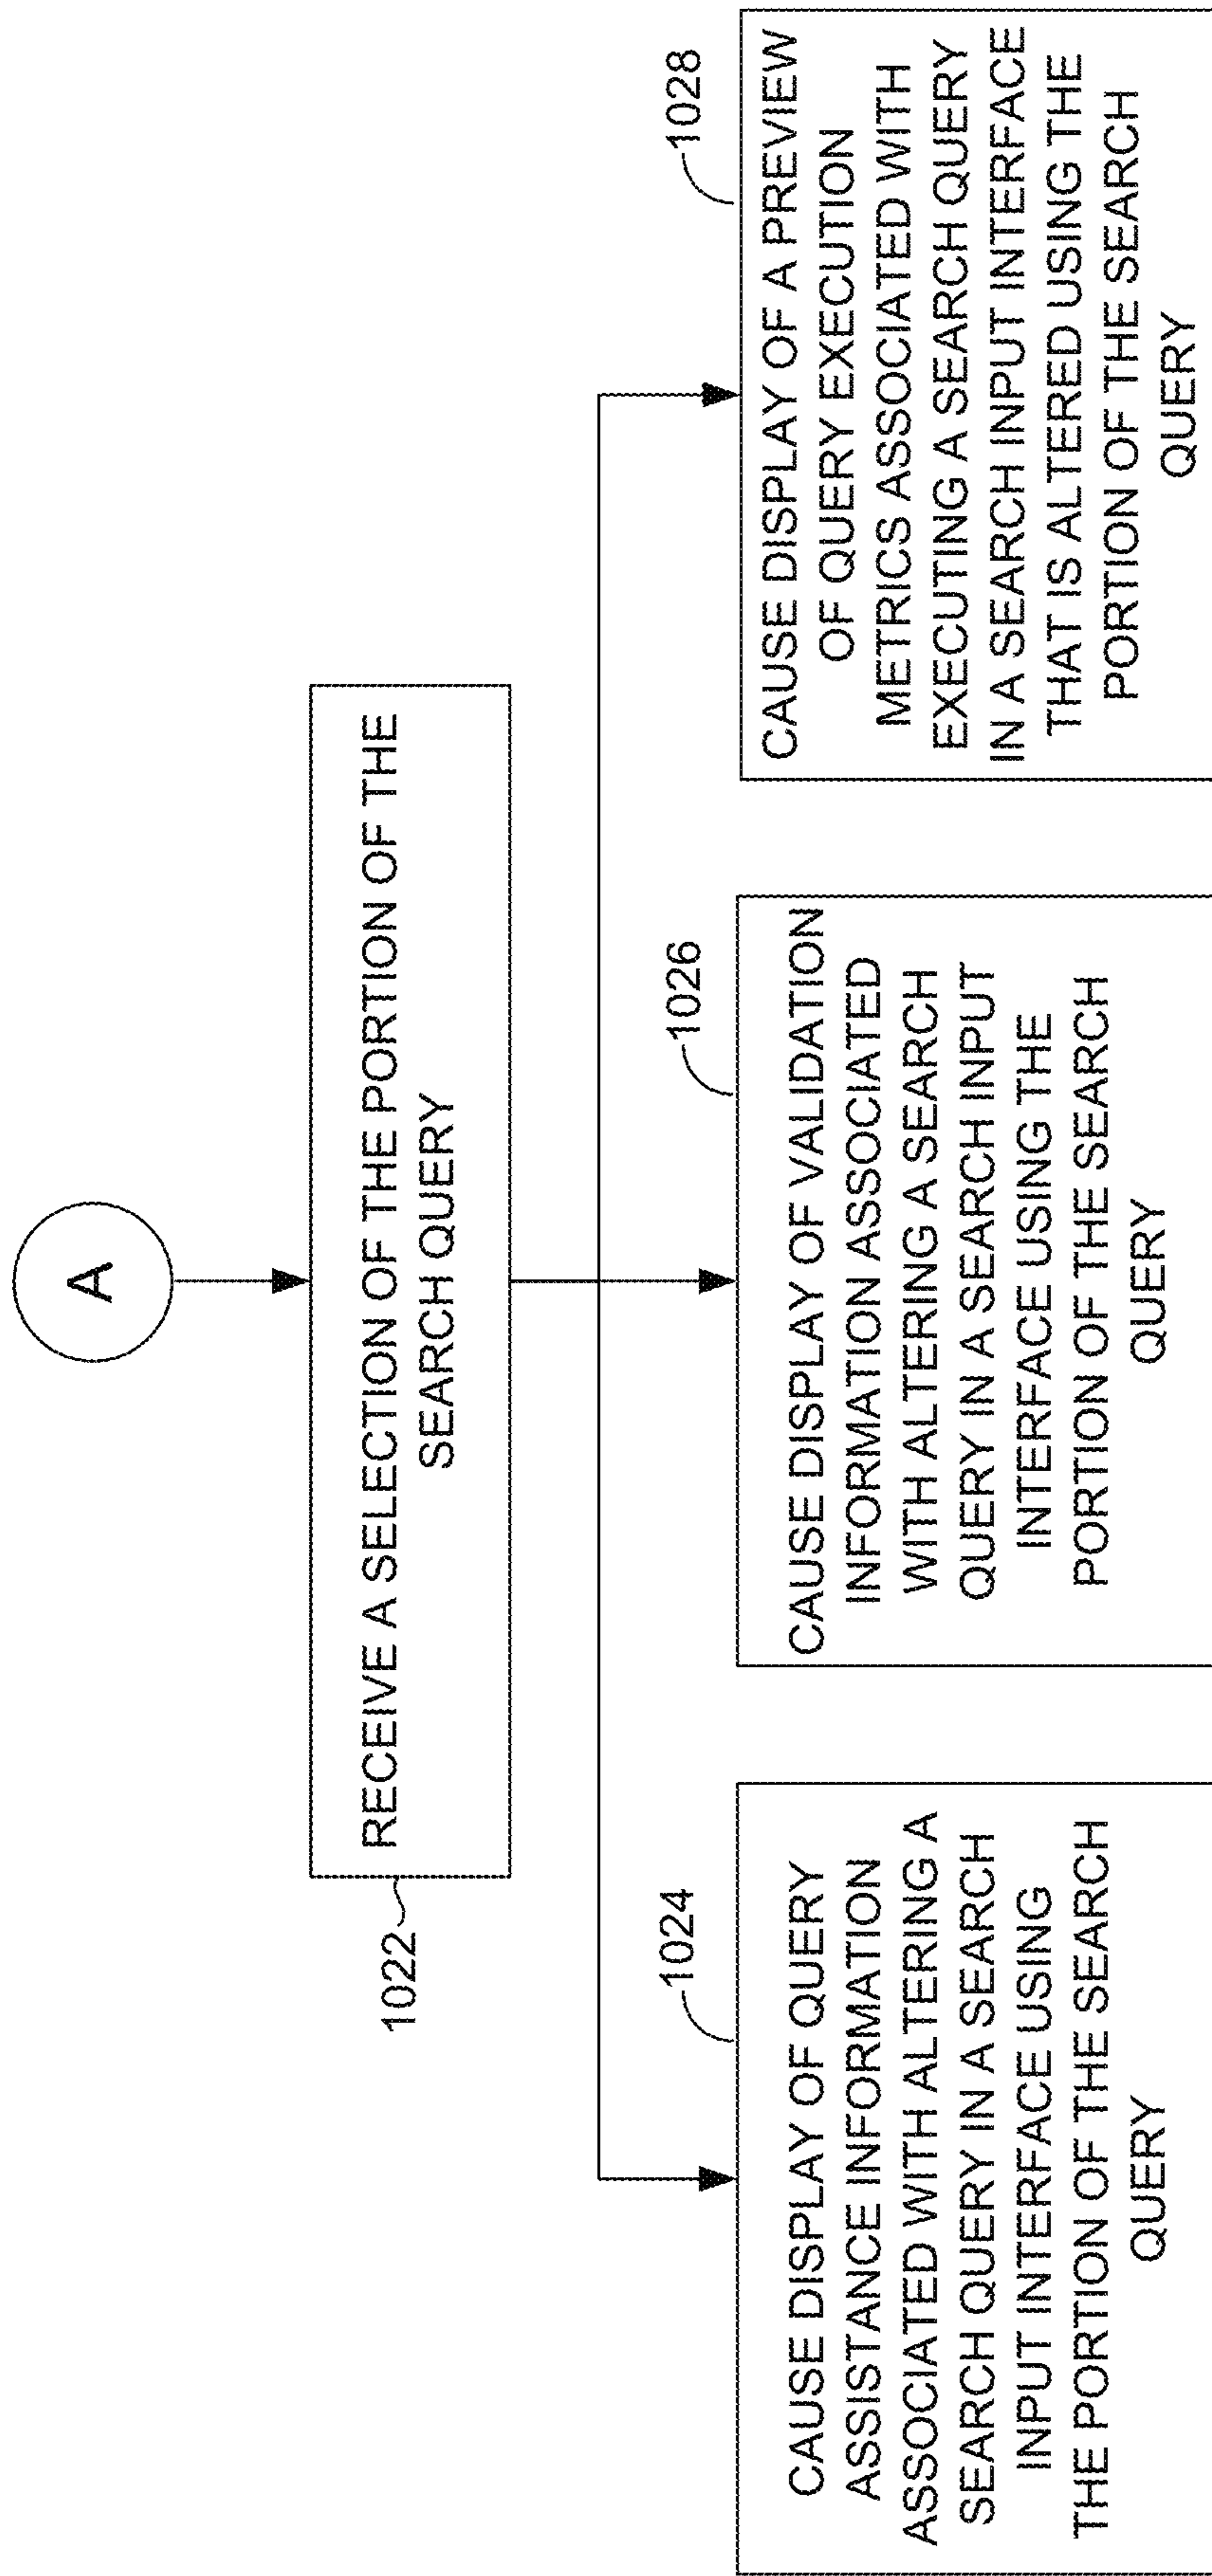 A
RECEIVE A SELECTION OF THE PORTION OF THE
SEARCH QUERY
1022
1024
CAUSE DISPLAY OF QUERY
ASSISTANCE INFORMATION
ASSOCIATED WITH ALTERING A
SEARCH QUERY IN A SEARCH
INPUT INTERFACE USING
THE PORTION OF THE SEARCH
QUERY
1026
CAUSE DISPLAY OF VALIDATION
INFORMATION ASSOCIATED
WITH ALTERING A SEARCH
QUERY IN A SEARCH INPUT
INTERFACE USING THE
PORTION OF THE SEARCH
QUERY
1028
CAUSE DISPLAY OF A PREVIEW
OF QUERY EXECUTION
METRICS ASSOCIATED WITH
EXECUTING A SEARCH QUERY
IN A SEARCH INPUT INTERFACE
THAT IS ALTERED USING THE
PORTION OF THE SEARCH
QUERY